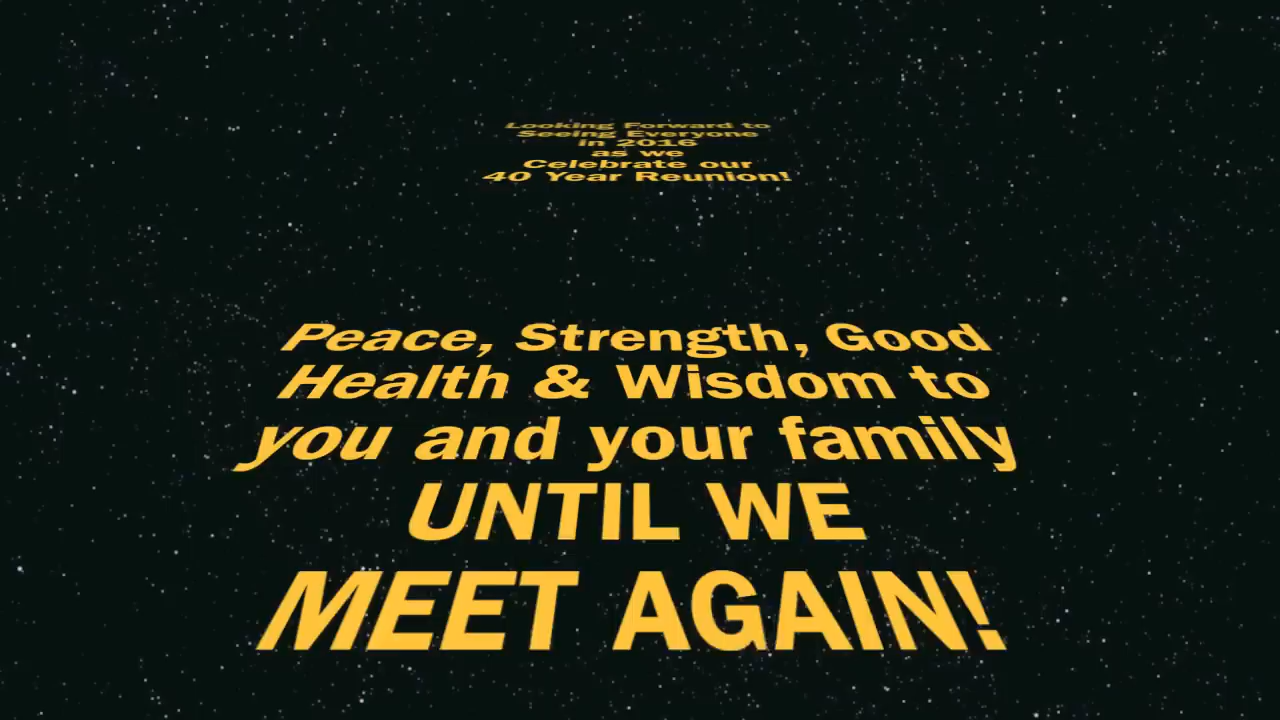 Looking Forward to
Seeing Everyone
in 2016
as we
Celebrate our
40 Year Reunion!
Peace, Strength, Good
Health & Wisdom to
you and your family
UNTIL WE
MEET AGAIN!